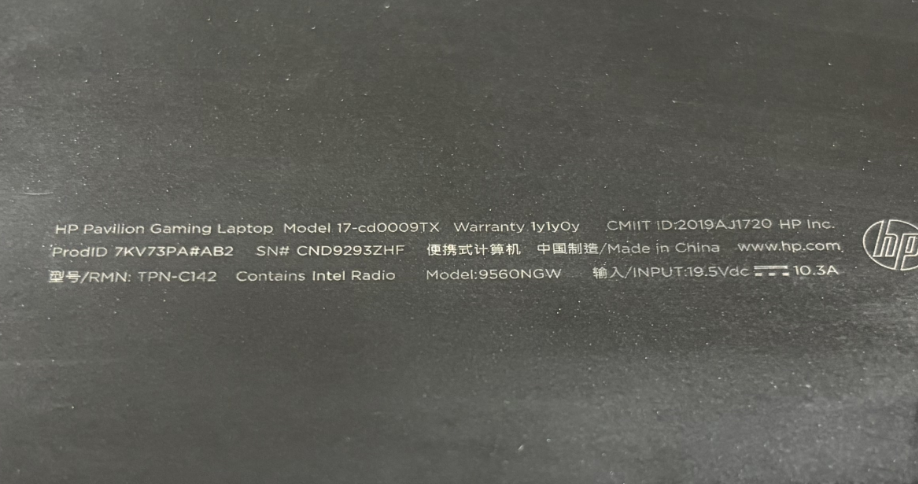 HP Pavilion Gaming Laptop Model 17-cd0009TX Warranty 1y1y0y CMIIT ID:2019AJ1720 HP Inc.
ProdID 7KV73PA#AB2 SN# CND9293ZHF 便携式计算机 中国制造/Made in China www.hp.com
型号/RMN: TPN-C142 Contains Intel Radio Model:9560NGW 输入/INPUT:19.5Vdc ⎓ 10.3A
hp